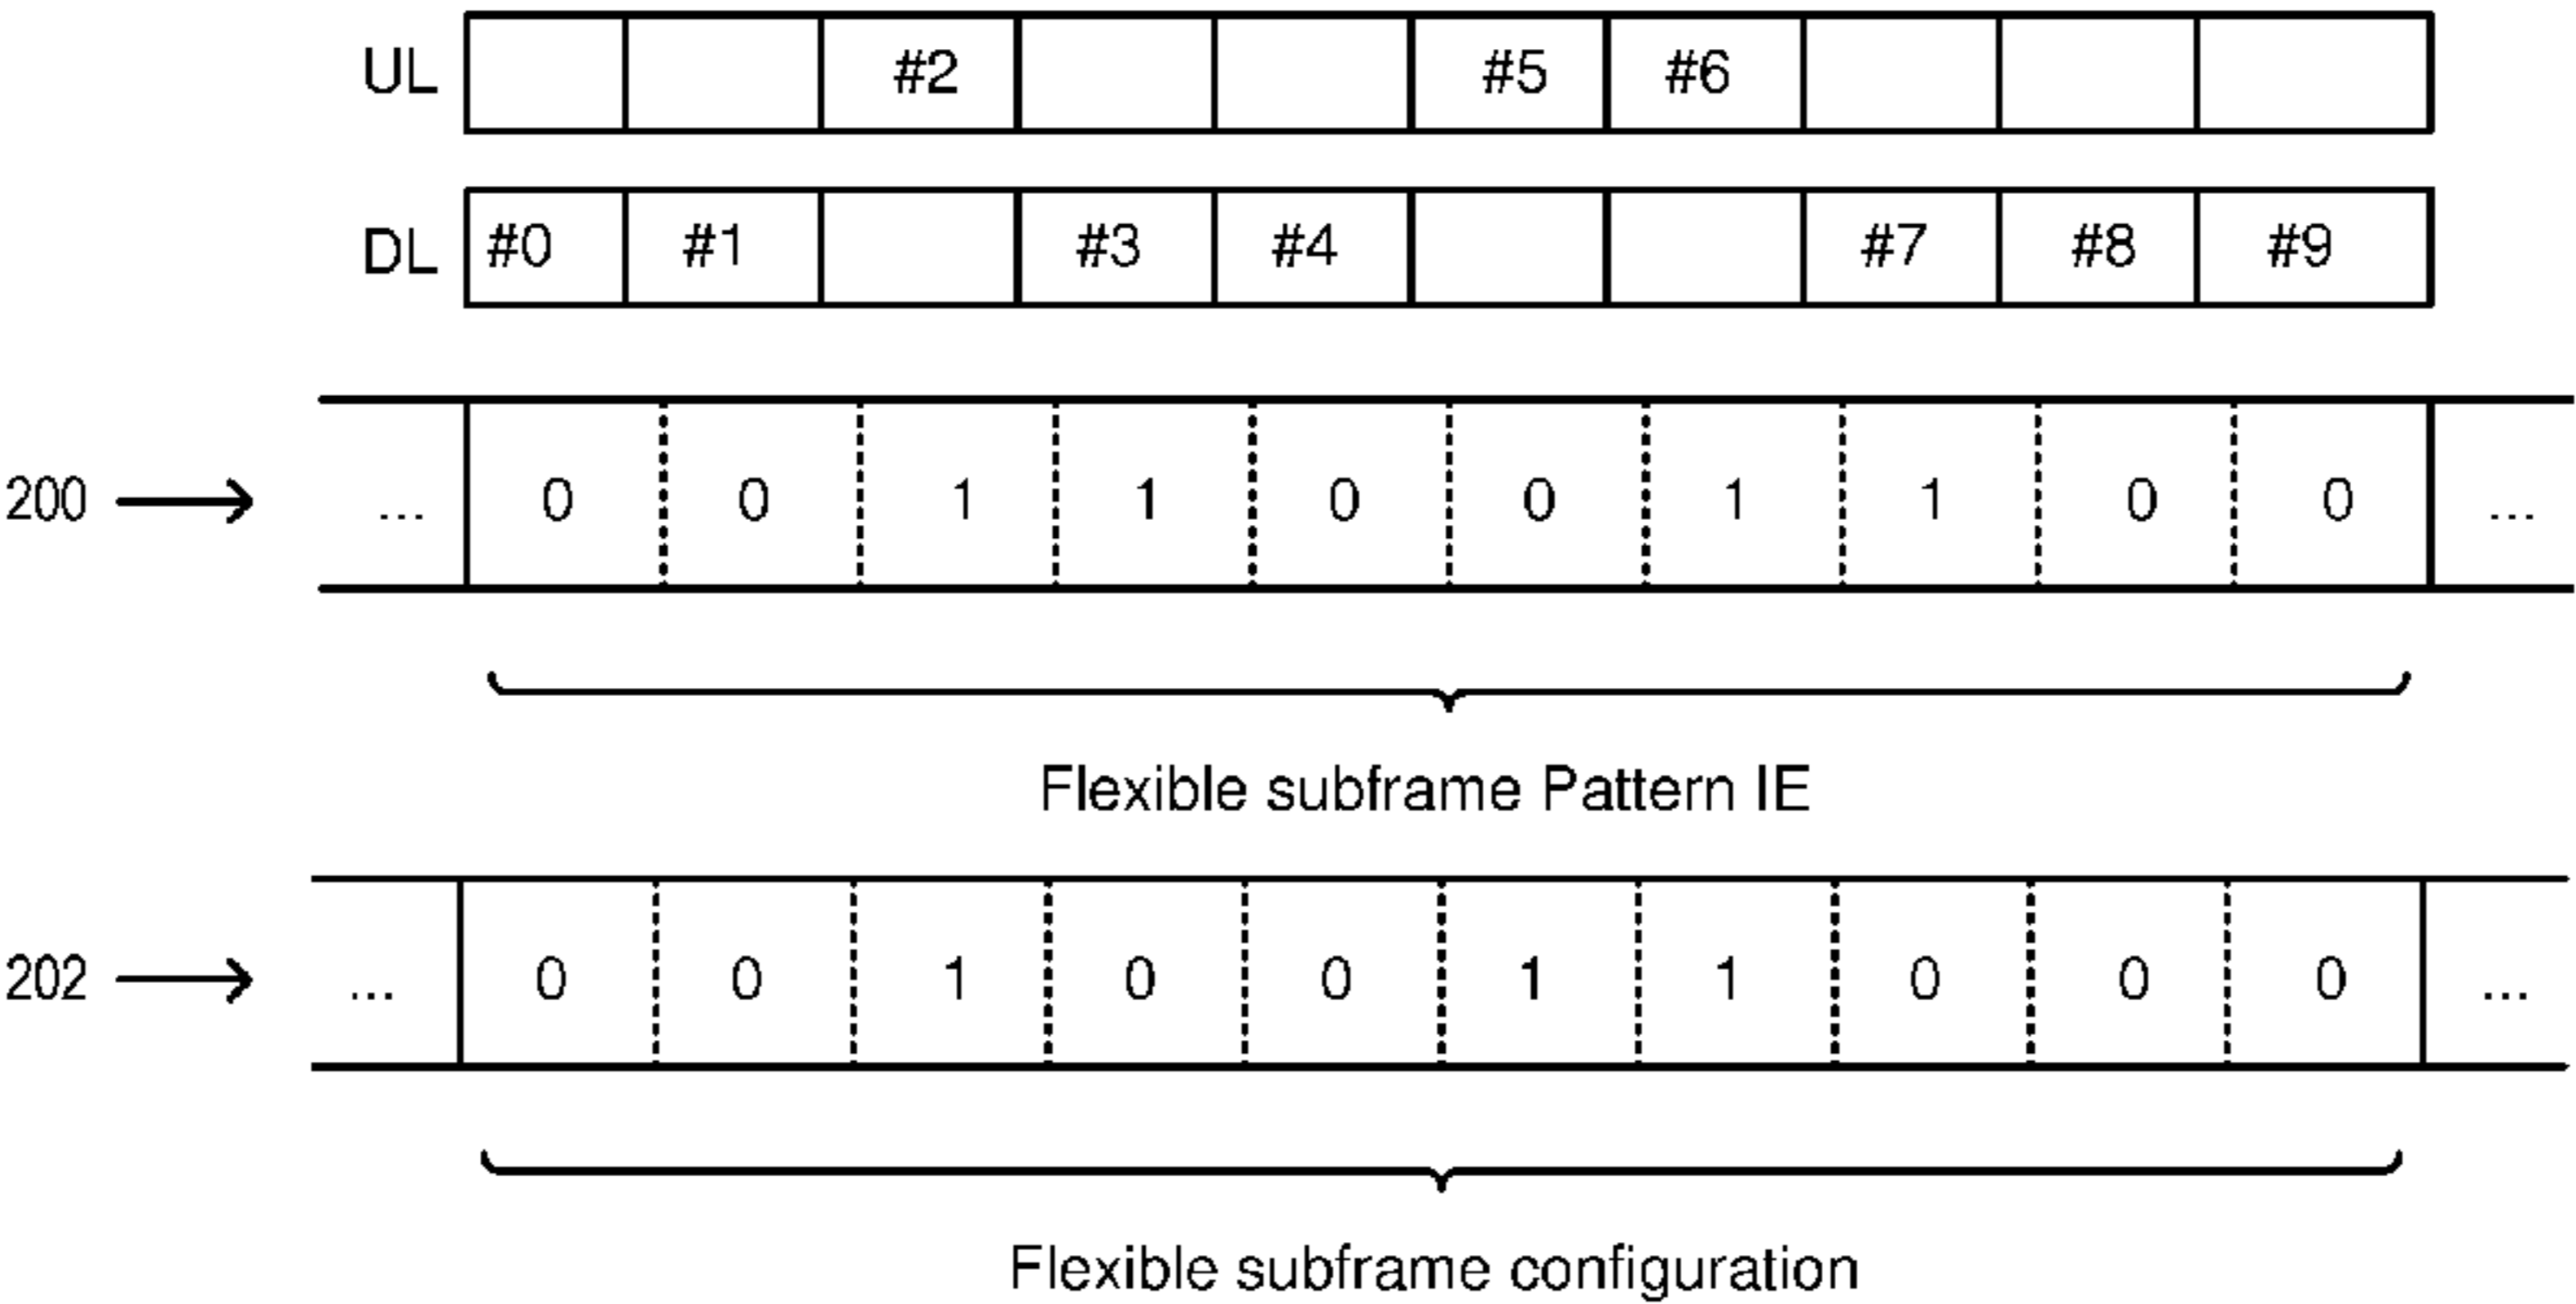 UL #2 #5 #6
DL #0 #1 #3 #4 #7 #8 #9
200 ... 0 0 1 1 0 0 1 1 0 0 ...
Flexible subframe Pattern IE
202 ... 0 0 1 0 0 1 1 0 0 0 ...
Flexible subframe configuration